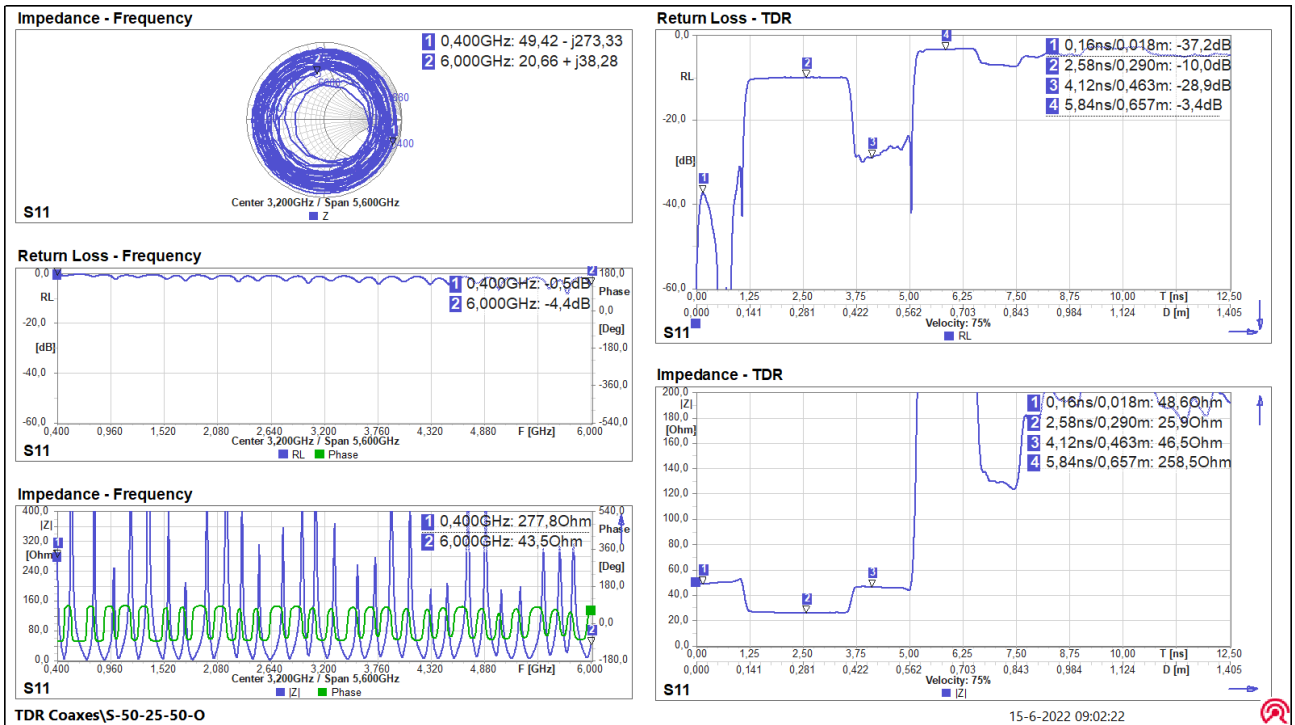 Impedance - Frequency
1 0,400GHz: 49,42 - j273,33
2 6,000GHz: 20,66 + j38,28
2
880
400
Center 3,200GHz / Span 5,600GHz
S11
Z
Return Loss - Frequency
0,0
RL
-20,0
[dB]
-40,0
-60,0
1 0,400GHz: -0,5dB
2 6,000GHz: -4,4dB
2
180,0
Phase
0,0
[Deg]
-180,0
-360,0
-540,0
0,400 0,960 1,520 2,080 2,640 3,200 3,760 4,320 4,880 F [GHz] 6,000
Center 3,200GHz / Span 5,600GHz
S11
RL Phase
Impedance - Frequency
400,0
|Z|
320,0
[Ohm]
240,0
160,0
80,0
0,0
1
1 0,400GHz: 277,8Ohm
2 6,000GHz: 43,5Ohm
2
540,0
Phase
360,0
[Deg]
180,0
0,0
-180,0
0,400 0,960 1,520 2,080 2,640 3,200 3,760 4,320 4,880 F [GHz] 6,000
Center 3,200GHz / Span 5,600GHz
S11
|Z| Phase
TDR Coaxes\S-50-25-50-O
Return Loss - TDR
0,0
RL
-20,0
[dB]
-40,0
-60,0
1
2
3
4
1 0,16ns/0,018m: -37,2dB
2 2,58ns/0,290m: -10,0dB
3 4,12ns/0,463m: -28,9dB
4 5,84ns/0,657m: -3,4dB
0,00 1,25 2,50 3,75 5,00 6,25 7,50 8,75 10,00 T [ns] 12,50
0,000 0,141 0,281 0,422 0,562 0,703 0,843 0,984 1,124 D [m] 1,405
Velocity: 75%
S11
RL
Impedance - TDR
200,0
|Z|
180,0
[Ohm]
160,0
140,0
120,0
100,0
80,0
60,0
40,0
20,0
0,0
1
2
3
1 0,16ns/0,018m: 48,6Ohm
2 2,58ns/0,290m: 25,9Ohm
3 4,12ns/0,463m: 46,5Ohm
4 5,84ns/0,657m: 258,5Ohm
0,00 1,25 2,50 3,75 5,00 6,25 7,50 8,75 10,00 T [ns] 12,50
0,000 0,141 0,281 0,422 0,562 0,703 0,843 0,984 1,124 D [m] 1,405
Velocity: 75%
S11
|Z|
15-6-2022 09:02:22